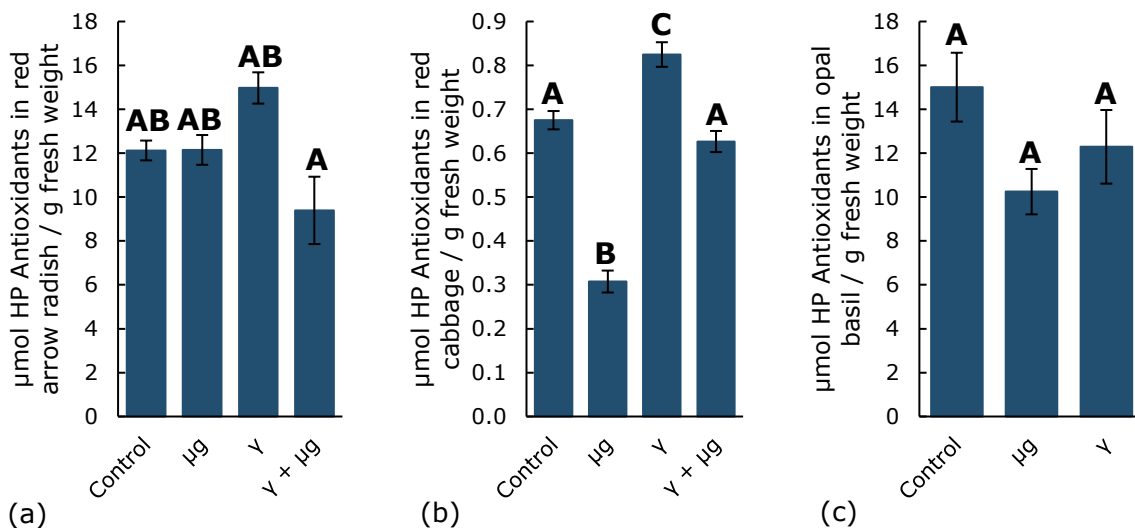 µmol HP Antioxidants in red
arrow radish / g fresh weight
18
16
14
12
10
8
6
4
2
0
AB
AB
AB
A
Control
µg
γ
γ + µg
(a)
µmol HP Antioxidants in red
cabbage / g fresh weight
0.9
0.8
0.7
0.6
0.5
0.4
0.3
0.2
0.1
0.0
A
B
C
A
Control
µg
γ
γ + µg
(b)
µmol HP Antioxidants in opal
basil / g fresh weight
18
16
14
12
10
8
6
4
2
0
A
A
A
Control
µg
γ
(c)